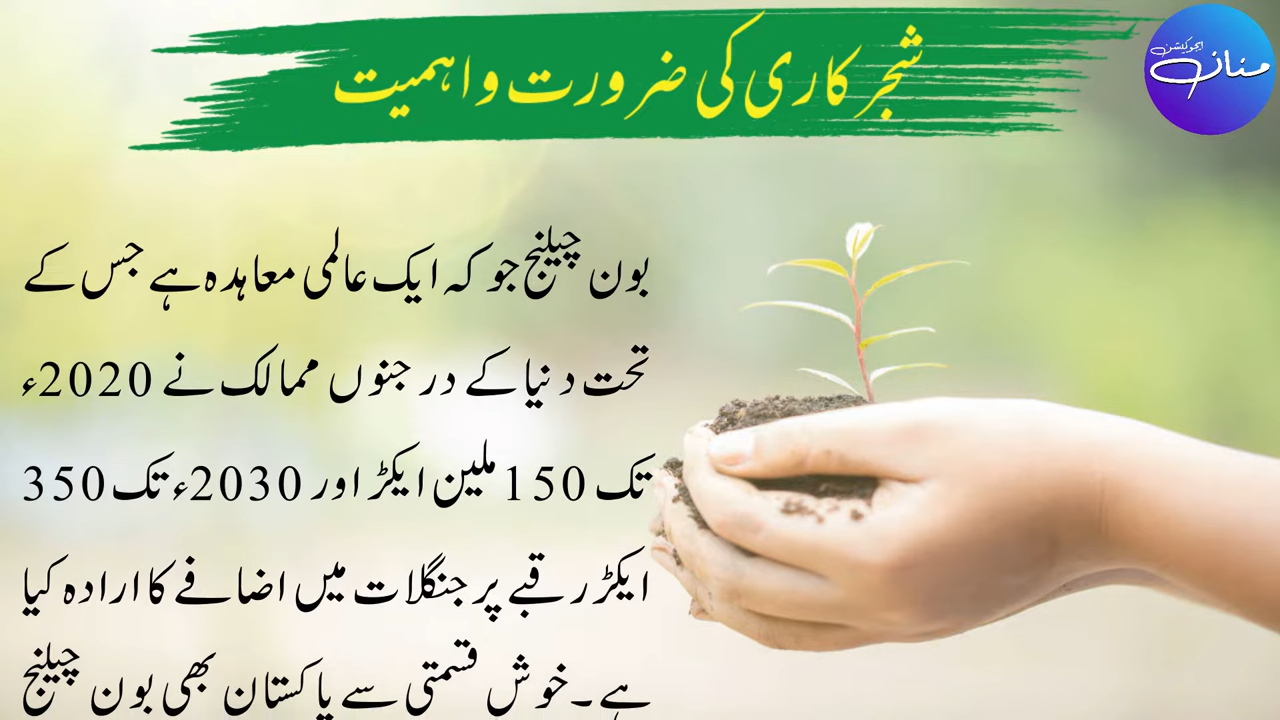 شجر کاری کی ضرورت و اہمیت
ایجوکیشن
منان
بون چیلنج جو کہ ایک عالمی معاہدہ ہے جس کے
تحت دنیا کے درجنوں ممالک نے 2020ء
تک 150 ملین ایکڑ اور 2030ء تک 350
ایکڑ رقبے پر جنگلات میں اضافے کا ارادہ کیا
ہے۔ خوش قسمتی سے پاکستان بھی بون چیلنج